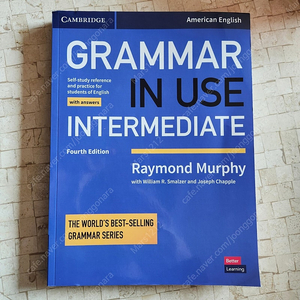 CAMBRIDGE
American English
GRAMMAR
Self-study reference
and practice for
students of English
with answers
IN USE
INTERMEDIATE
Fourth Edition
Raymond Murphy
with William R. Smalzer and Joseph Chapple
THE WORLD'S BEST-SELLING
GRAMMAR SERIES
Better
Learning